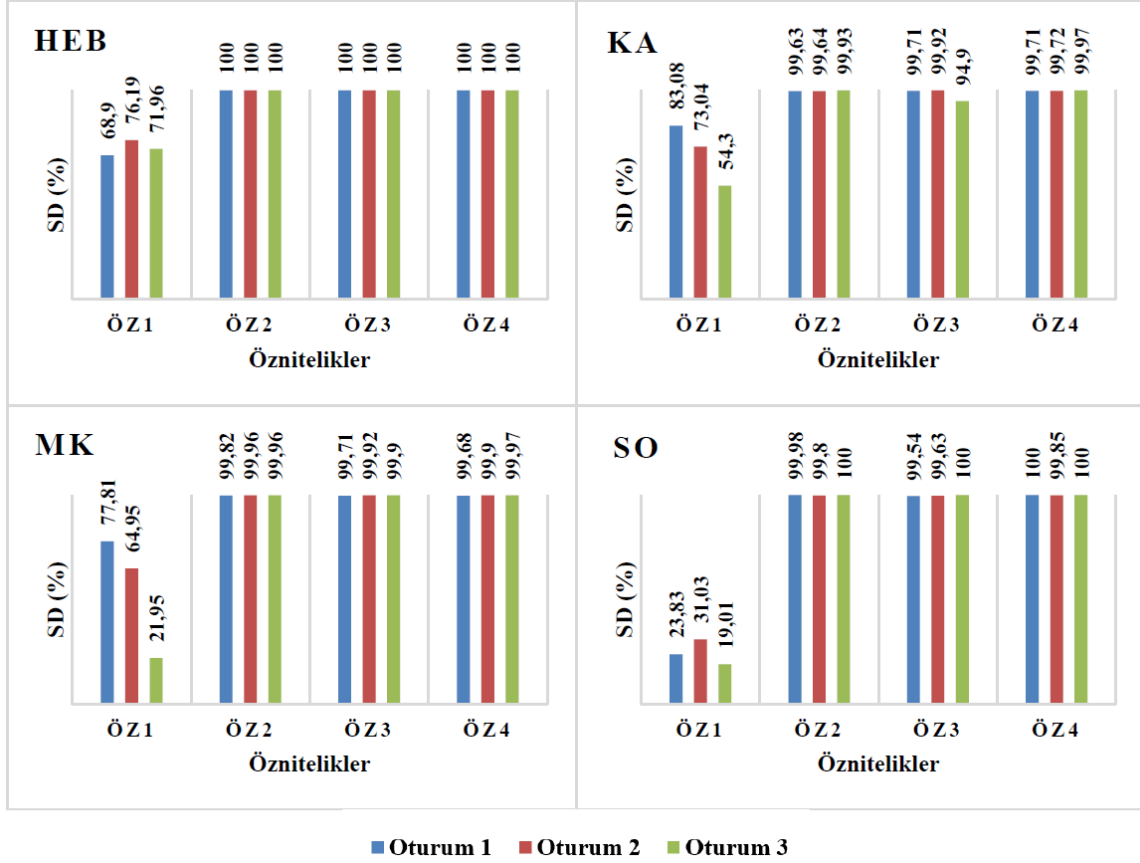 HEB
SD (%)
68,9 76,19 71,96 100 100 100 100 100 100 100 100 100
ÖZ1 ÖZ2 ÖZ3 ÖZ4
Öznitelikler
KA
SD (%)
83,08 73,04 54,3 99,63 99,64 99,93 99,71 99,92 94,9 99,71 99,72 99,97
ÖZ1 ÖZ2 ÖZ3 ÖZ4
Öznitelikler
MK
SD (%)
77,81 64,95 21,95 99,82 99,96 99,96 99,71 99,92 99,9 99,68 99,9 99,97
ÖZ1 ÖZ2 ÖZ3 ÖZ4
Öznitelikler
SO
SD (%)
23,83 31,03 19,01 99,98 99,8 100 99,54 99,63 100 100 99,85 100
ÖZ1 ÖZ2 ÖZ3 ÖZ4
Öznitelikler
Oturum 1 Oturum 2 Oturum 3